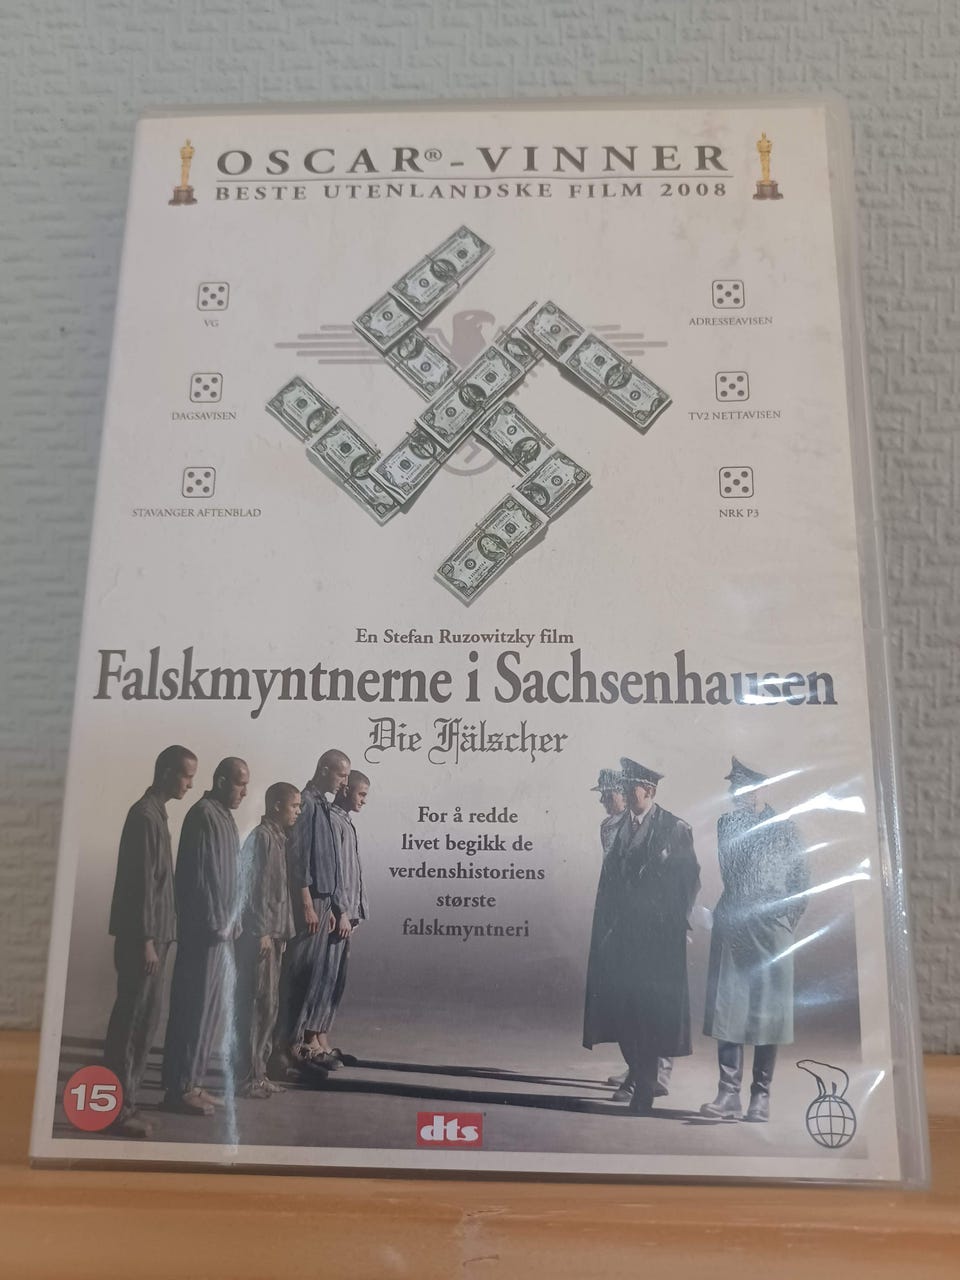 OSCAR®-VINNER
BESTE UTENLANDSKE FILM 2008
VG
ADRESSEAVISEN
DAGSAVISEN
TV2 NETTAVISEN
STAVANGER AFTENBLAD
NRK P3
En Stefan Ruzowitzky film
Falskmyntnerne i Sachsenhausen
Die Fälscher
For å redde
livet begikk de
verdenshistoriens
største
falskmyntneri
15
dts